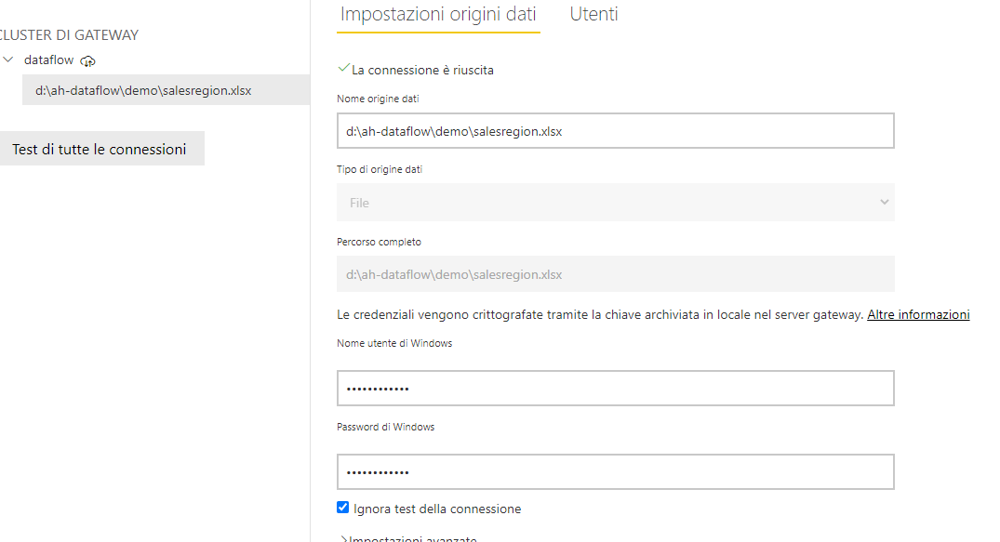 CLUSTER DI GATEWAY
dataflow
d:\ah-dataflow\demo\salesregion.xlsx
Test di tutte le connessioni
Impostazioni origini dati Utenti
La connessione è riuscita
Nome origine dati
d:\ah-dataflow\demo\salesregion.xlsx
Tipo di origine dati
File
Percorso completo
d:\ah-dataflow\demo\salesregion.xlsx
Le credenziali vengono crittografate tramite la chiave archiviata in locale nel server gateway. Altre informazioni
Nome utente di Windows
••••••••••••
Password di Windows
••••••••••••
Ignora test della connessione
Impostazioni avanzate